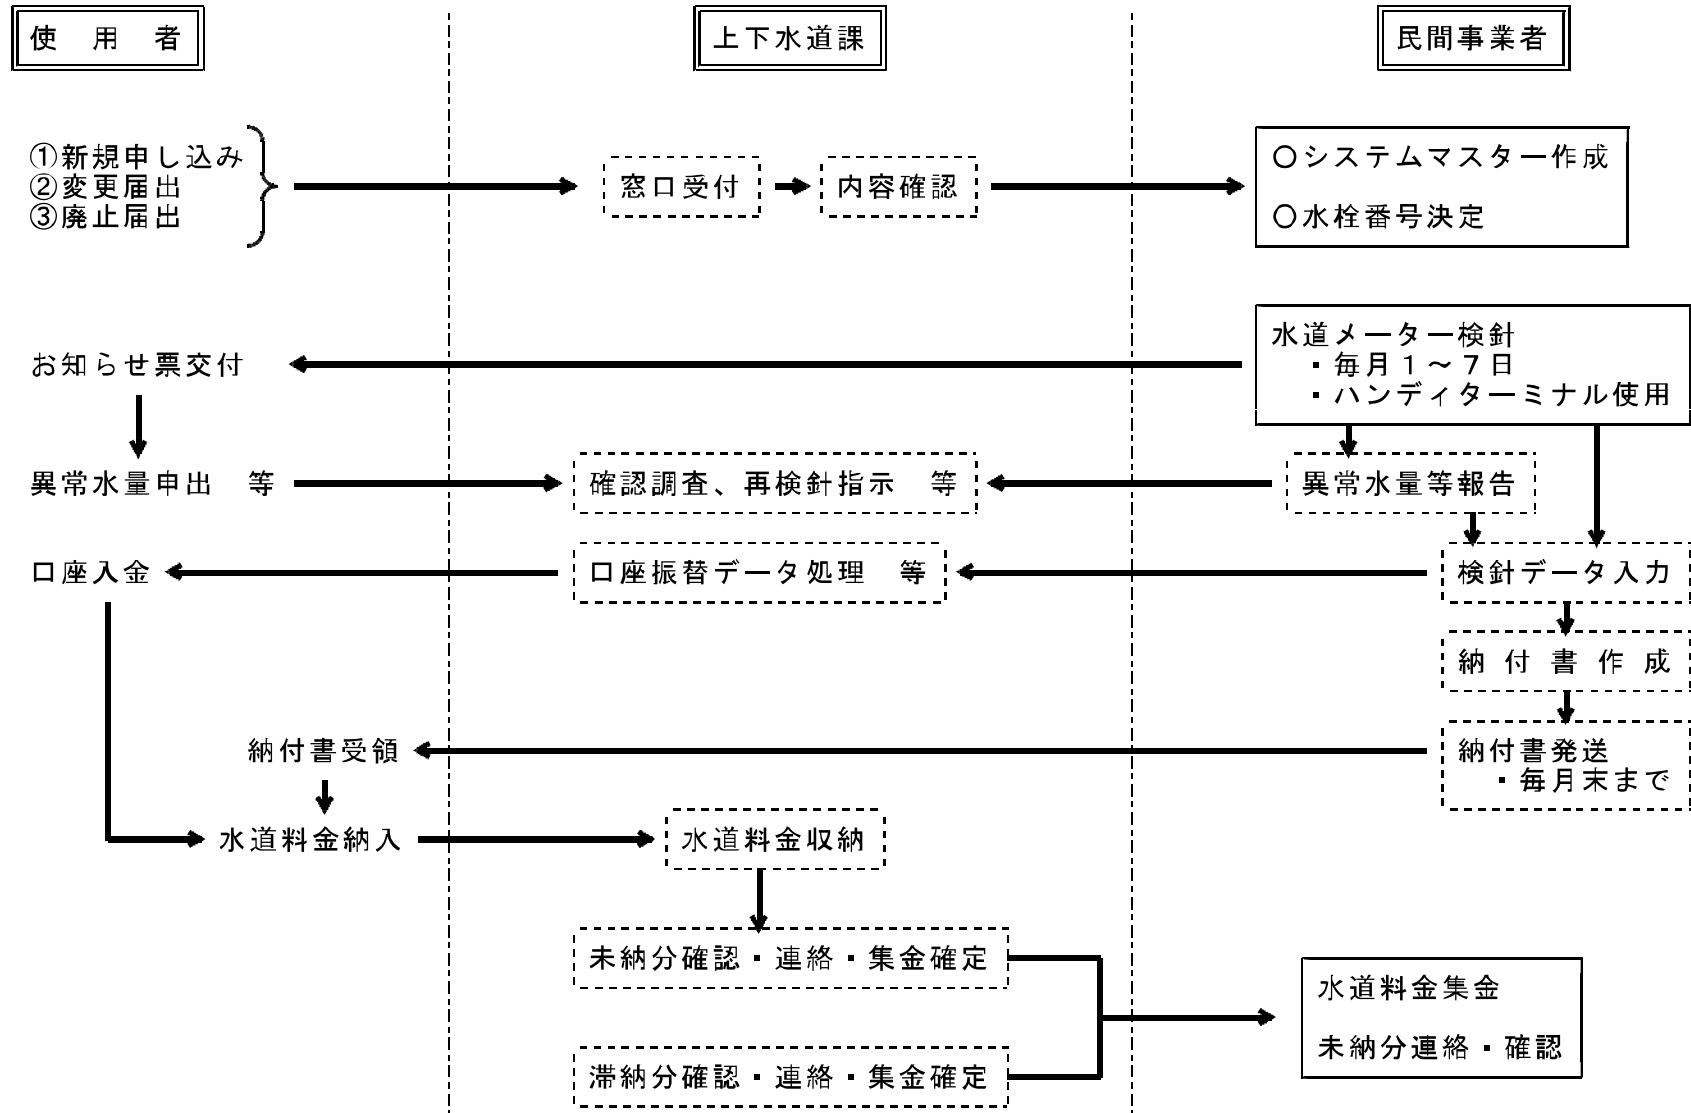 使　用　者
上下水道課
民間事業者
①新規申し込み
②変更届出
③廃止届出
窓口受付
内容確認
○システムマスター作成
○水栓番号決定
お知らせ票交付
水道メーター検針
・毎月１～７日
・ハンディターミナル使用
異常水量申出　等
確認調査、再検針指示　等
異常水量等報告
口座入金
口座振替データ処理　等
検針データ入力
納付書作成
納付書受領
納付書発送
・毎月末まで
水道料金納入
水道料金収納
未納分確認・連絡・集金確定
水道料金集金
未納分連絡・確認
滞納分確認・連絡・集金確定